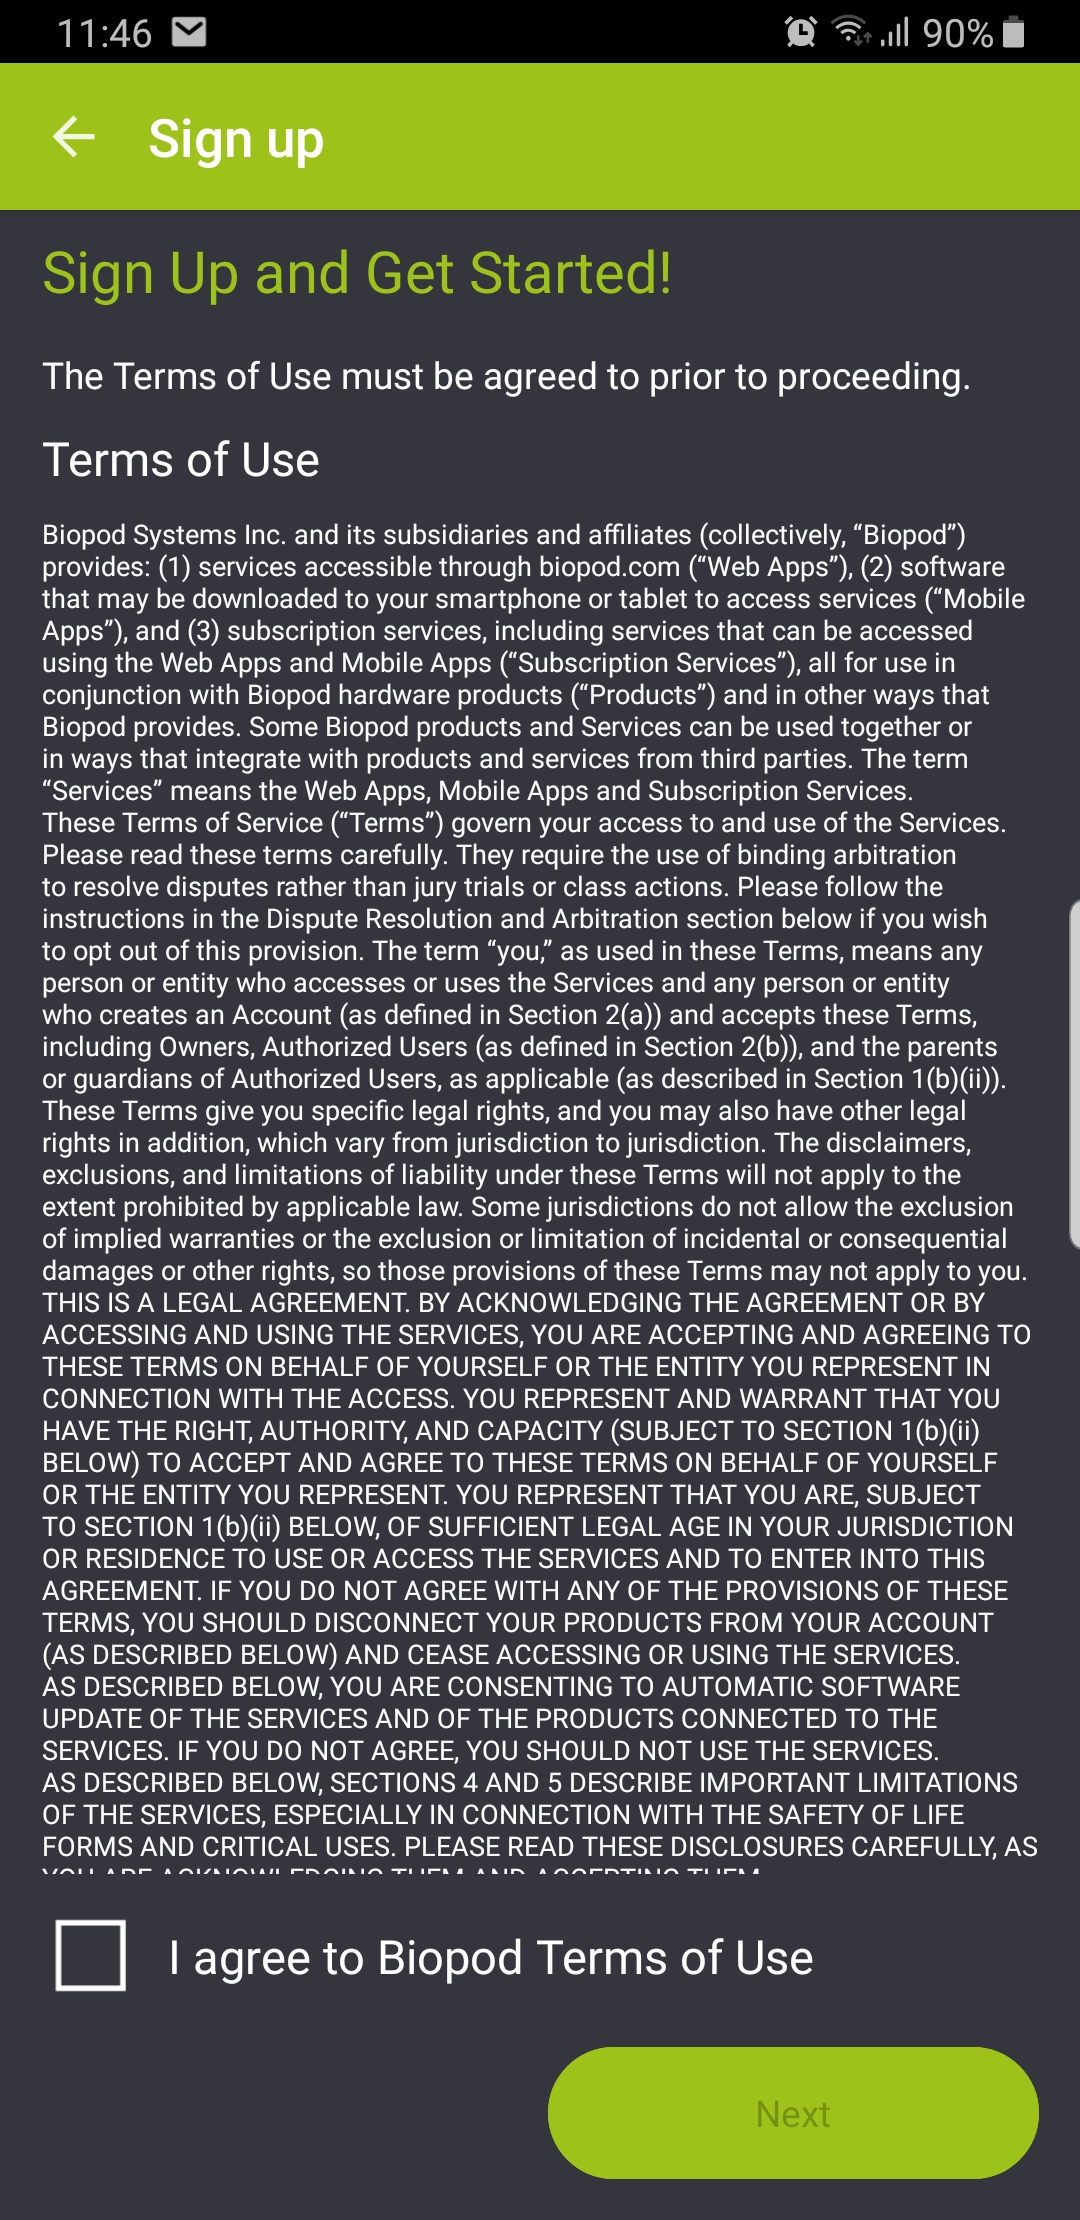 11:46
90%
Sign up
Sign Up and Get Started!
The Terms of Use must be agreed to prior to proceeding.
Terms of Use
Biopod Systems Inc. and its subsidiaries and affiliates (collectively, “Biopod”)
provides: (1) services accessible through biopod.com (“Web Apps”), (2) software
that may be downloaded to your smartphone or tablet to access services (“Mobile
Apps”), and (3) subscription services, including services that can be accessed
using the Web Apps and Mobile Apps (“Subscription Services”), all for use in
conjunction with Biopod hardware products (“Products”) and in other ways that
Biopod provides. Some Biopod products and Services can be used together or
in ways that integrate with products and services from third parties. The term
“Services” means the Web Apps, Mobile Apps and Subscription Services.
These Terms of Service (“Terms”) govern your access to and use of the Services.
Please read these terms carefully. They require the use of binding arbitration
to resolve disputes rather than jury trials or class actions. Please follow the
instructions in the Dispute Resolution and Arbitration section below if you wish
to opt out of this provision. The term “you,” as used in these Terms, means any
person or entity who accesses or uses the Services and any person or entity
who creates an Account (as defined in Section 2(a)) and accepts these Terms,
including Owners, Authorized Users (as defined in Section 2(b)), and the parents
or guardians of Authorized Users, as applicable (as described in Section 1(b)(ii)).
These Terms give you specific legal rights, and you may also have other legal
rights in addition, which vary from jurisdiction to jurisdiction. The disclaimers,
exclusions, and limitations of liability under these Terms will not apply to the
extent prohibited by applicable law. Some jurisdictions do not allow the exclusion
of implied warranties or the exclusion or limitation of incidental or consequential
damages or other rights, so those provisions of these Terms may not apply to you.
THIS IS A LEGAL AGREEMENT. BY ACKNOWLEDGING THE AGREEMENT OR BY
ACCESSING AND USING THE SERVICES, YOU ARE ACCEPTING AND AGREEING TO
THESE TERMS ON BEHALF OF YOURSELF OR THE ENTITY YOU REPRESENT IN
CONNECTION WITH THE ACCESS. YOU REPRESENT AND WARRANT THAT YOU
HAVE THE RIGHT, AUTHORITY, AND CAPACITY (SUBJECT TO SECTION 1(b)(ii)
BELOW) TO ACCEPT AND AGREE TO THESE TERMS ON BEHALF OF YOURSELF
OR THE ENTITY YOU REPRESENT. YOU REPRESENT THAT YOU ARE, SUBJECT
TO SECTION 1(b)(ii) BELOW, OF SUFFICIENT LEGAL AGE IN YOUR JURISDICTION
OR RESIDENCE TO USE OR ACCESS THE SERVICES AND TO ENTER INTO THIS
AGREEMENT. IF YOU DO NOT AGREE WITH ANY OF THE PROVISIONS OF THESE
TERMS, YOU SHOULD DISCONNECT YOUR PRODUCTS FROM YOUR ACCOUNT
(AS DESCRIBED BELOW) AND CEASE ACCESSING OR USING THE SERVICES.
AS DESCRIBED BELOW, YOU ARE CONSENTING TO AUTOMATIC SOFTWARE
UPDATE OF THE SERVICES AND OF THE PRODUCTS CONNECTED TO THE
SERVICES. IF YOU DO NOT AGREE, YOU SHOULD NOT USE THE SERVICES.
AS DESCRIBED BELOW, SECTIONS 4 AND 5 DESCRIBE IMPORTANT LIMITATIONS
OF THE SERVICES, ESPECIALLY IN CONNECTION WITH THE SAFETY OF LIFE
FORMS AND CRITICAL USES. PLEASE READ THESE DISCLOSURES CAREFULLY, AS
YOU ARE ACKNOWLEDGING THEM AND ACCEPTING THEM
I agree to Biopod Terms of Use
Next